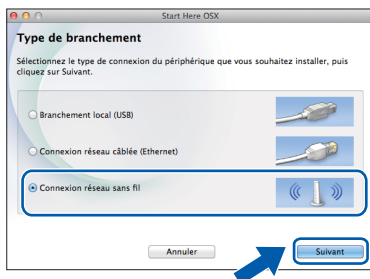 Start Here OSX
Type de branchement
Sélectionnez le type de connexion du périphérique que vous souhaitez installer, puis
cliquez sur Suivant.
Branchement local (USB)
Connexion réseau câblée (Ethernet)
Connexion réseau sans fil
Annuler
Suivant